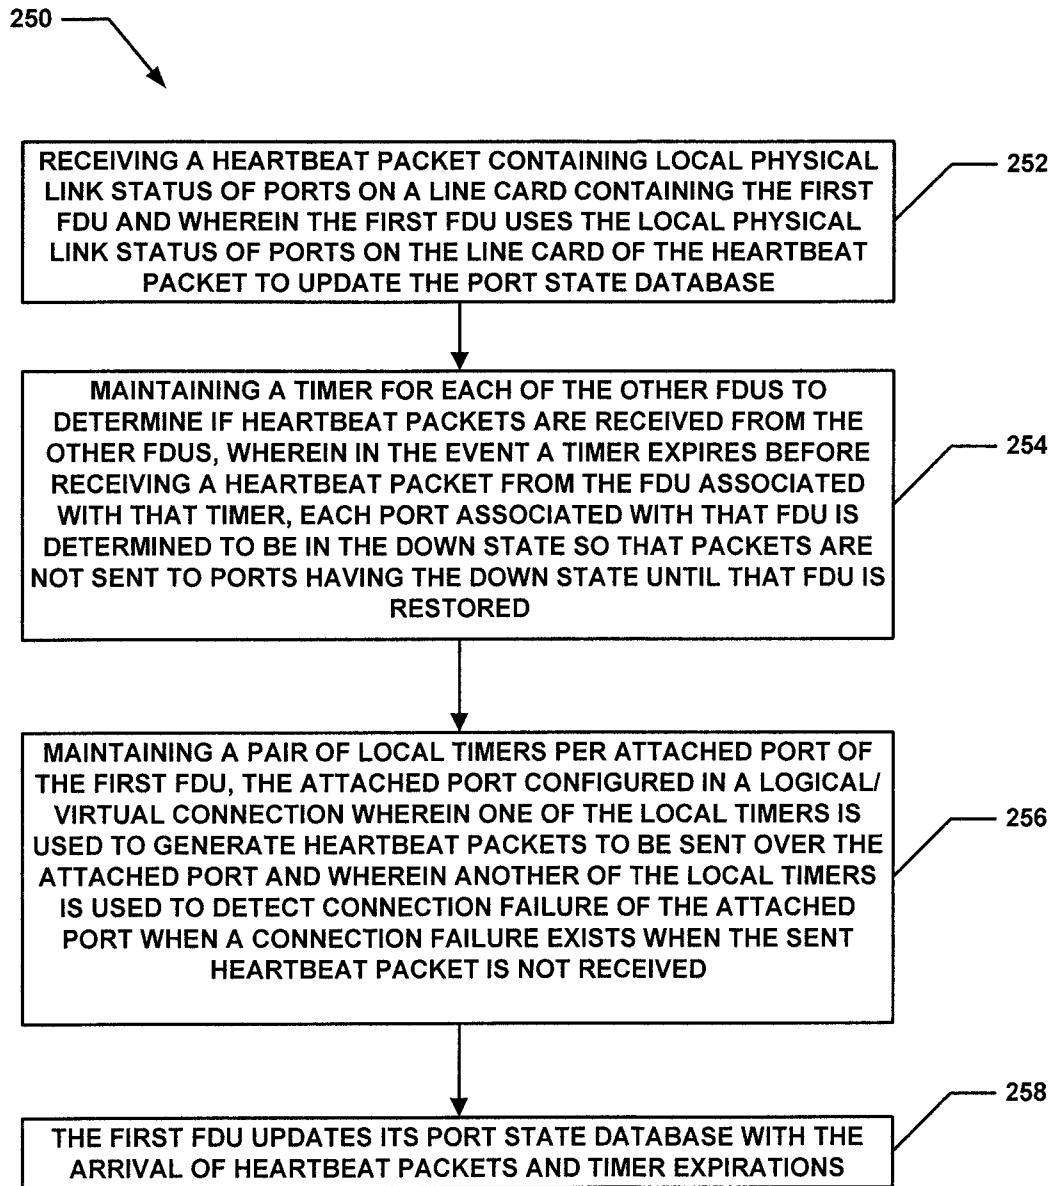 250
RECEIVING A HEARTBEAT PACKET CONTAINING LOCAL PHYSICAL
LINK STATUS OF PORTS ON A LINE CARD CONTAINING THE FIRST
FDU AND WHEREIN THE FIRST FDU USES THE LOCAL PHYSICAL
LINK STATUS OF PORTS ON THE LINE CARD OF THE HEARTBEAT
PACKET TO UPDATE THE PORT STATE DATABASE
252
MAINTAINING A TIMER FOR EACH OF THE OTHER FDUS TO
DETERMINE IF HEARTBEAT PACKETS ARE RECEIVED FROM THE
OTHER FDUS, WHEREIN IN THE EVENT A TIMER EXPIRES BEFORE
RECEIVING A HEARTBEAT PACKET FROM THE FDU ASSOCIATED
WITH THAT TIMER, EACH PORT ASSOCIATED WITH THAT FDU IS
DETERMINED TO BE IN THE DOWN STATE SO THAT PACKETS ARE
NOT SENT TO PORTS HAVING THE DOWN STATE UNTIL THAT FDU IS
RESTORED
254
MAINTAINING A PAIR OF LOCAL TIMERS PER ATTACHED PORT OF
THE FIRST FDU, THE ATTACHED PORT CONFIGURED IN A LOGICAL/
VIRTUAL CONNECTION WHEREIN ONE OF THE LOCAL TIMERS IS
USED TO GENERATE HEARTBEAT PACKETS TO BE SENT OVER THE
ATTACHED PORT AND WHEREIN ANOTHER OF THE LOCAL TIMERS
IS USED TO DETECT CONNECTION FAILURE OF THE ATTACHED
PORT WHEN A CONNECTION FAILURE EXISTS WHEN THE SENT
HEARTBEAT PACKET IS NOT RECEIVED
256
THE FIRST FDU UPDATES ITS PORT STATE DATABASE WITH THE
ARRIVAL OF HEARTBEAT PACKETS AND TIMER EXPIRATIONS
258